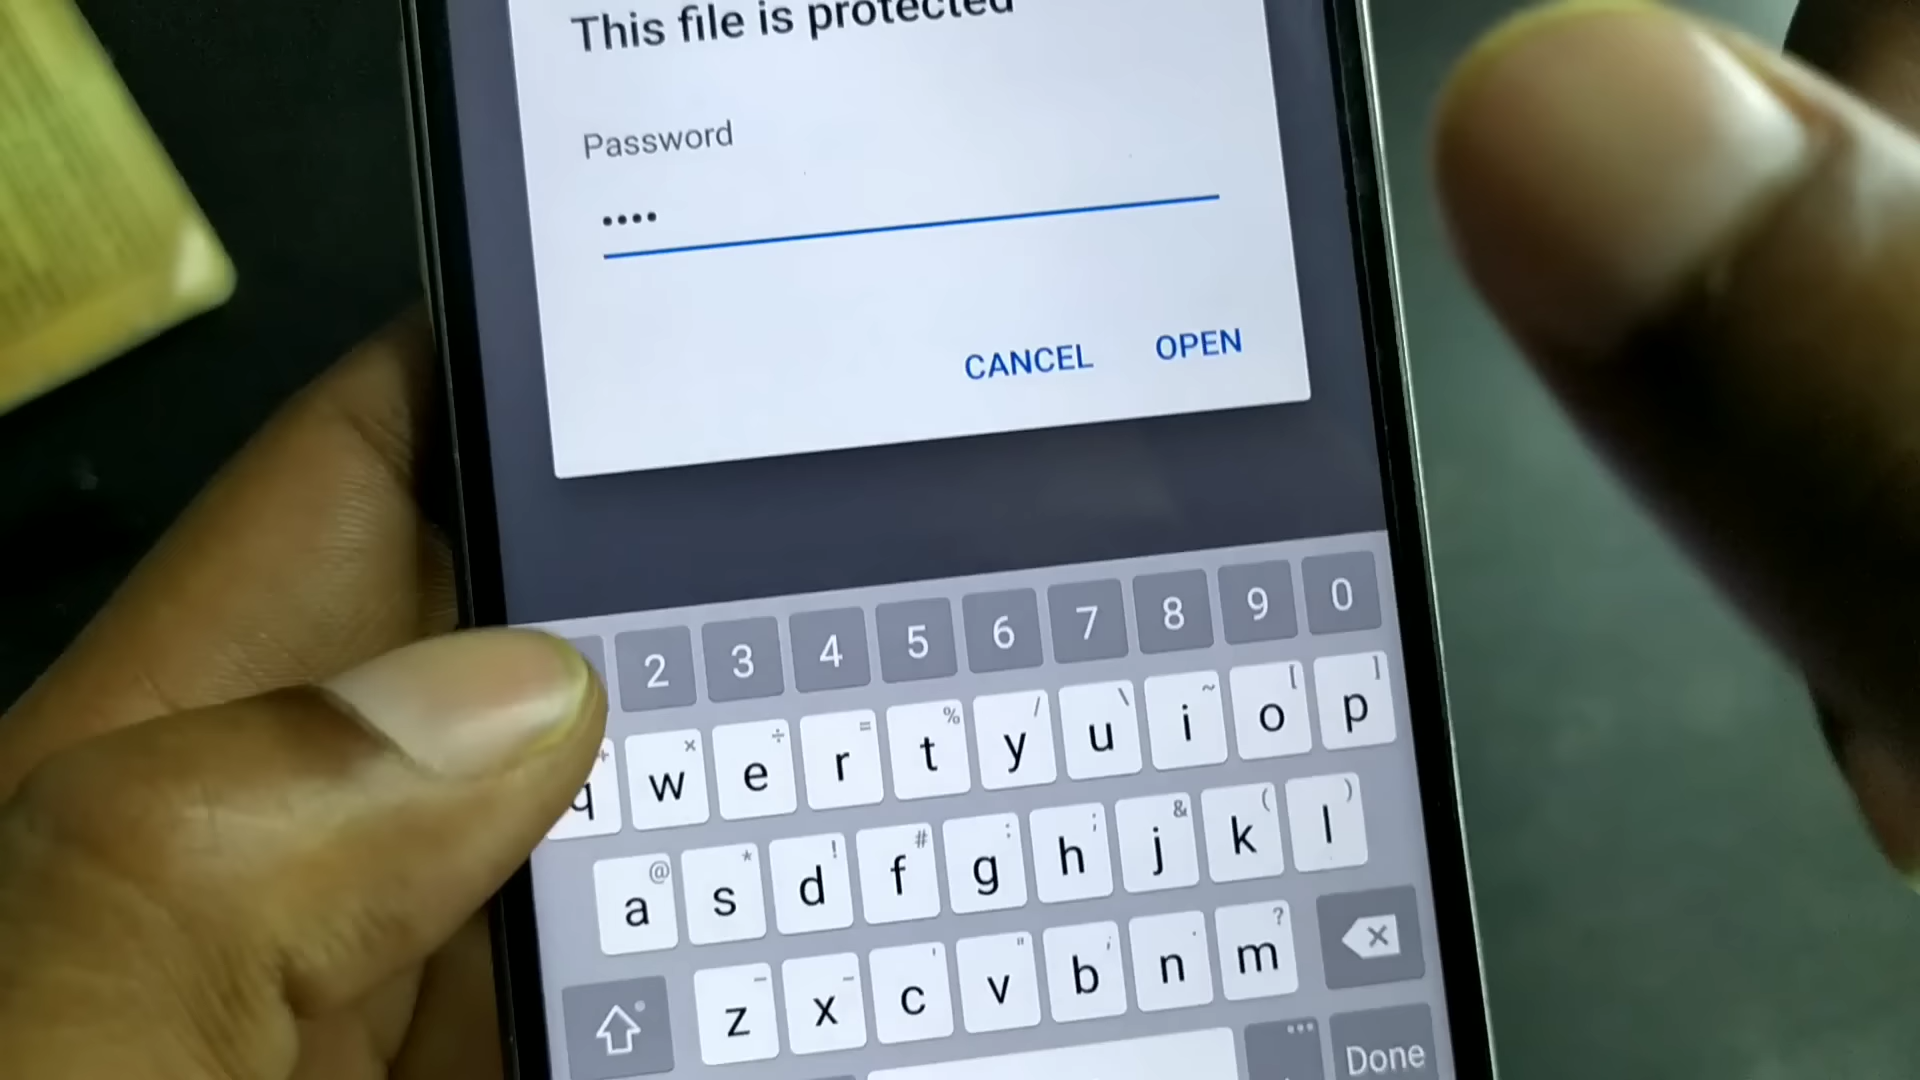 This file is protected
Password
••••
CANCEL OPEN
2 3 4 5 6 7 8 9 0
+ × ÷ = % / \ ~ [ ]
q w e r t y u i o p
@ * ! # : ; & ( )
a s d f g h j k l
z x c v b n m ?
Done